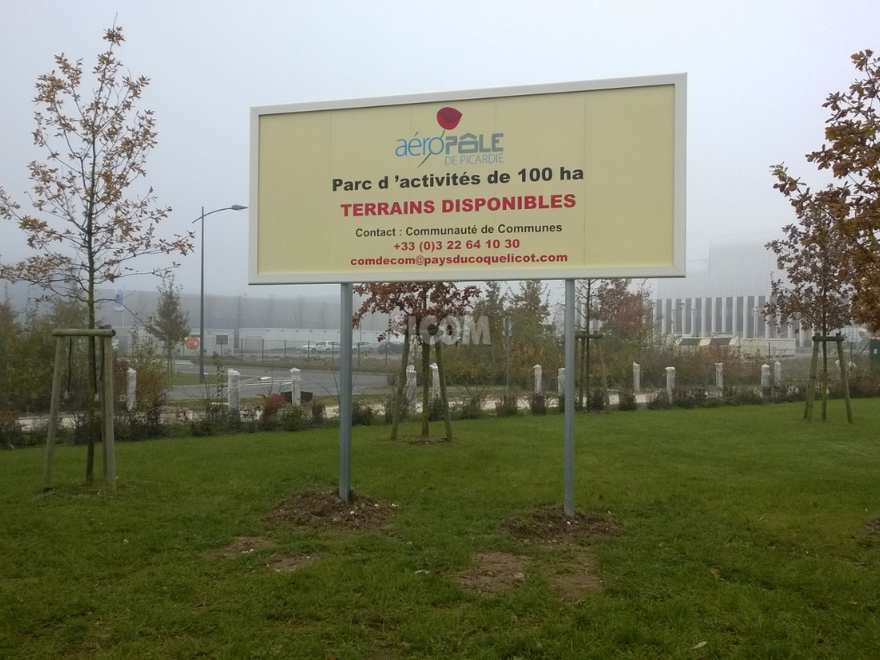 aéroPÔLE
DE PICARDIE
Parc d 'activités de 100 ha
TERRAINS DISPONIBLES
Contact : Communauté de Communes
+33 (0)3 22 64 10 30
comdecom@paysducoquelicot.com
ICOM